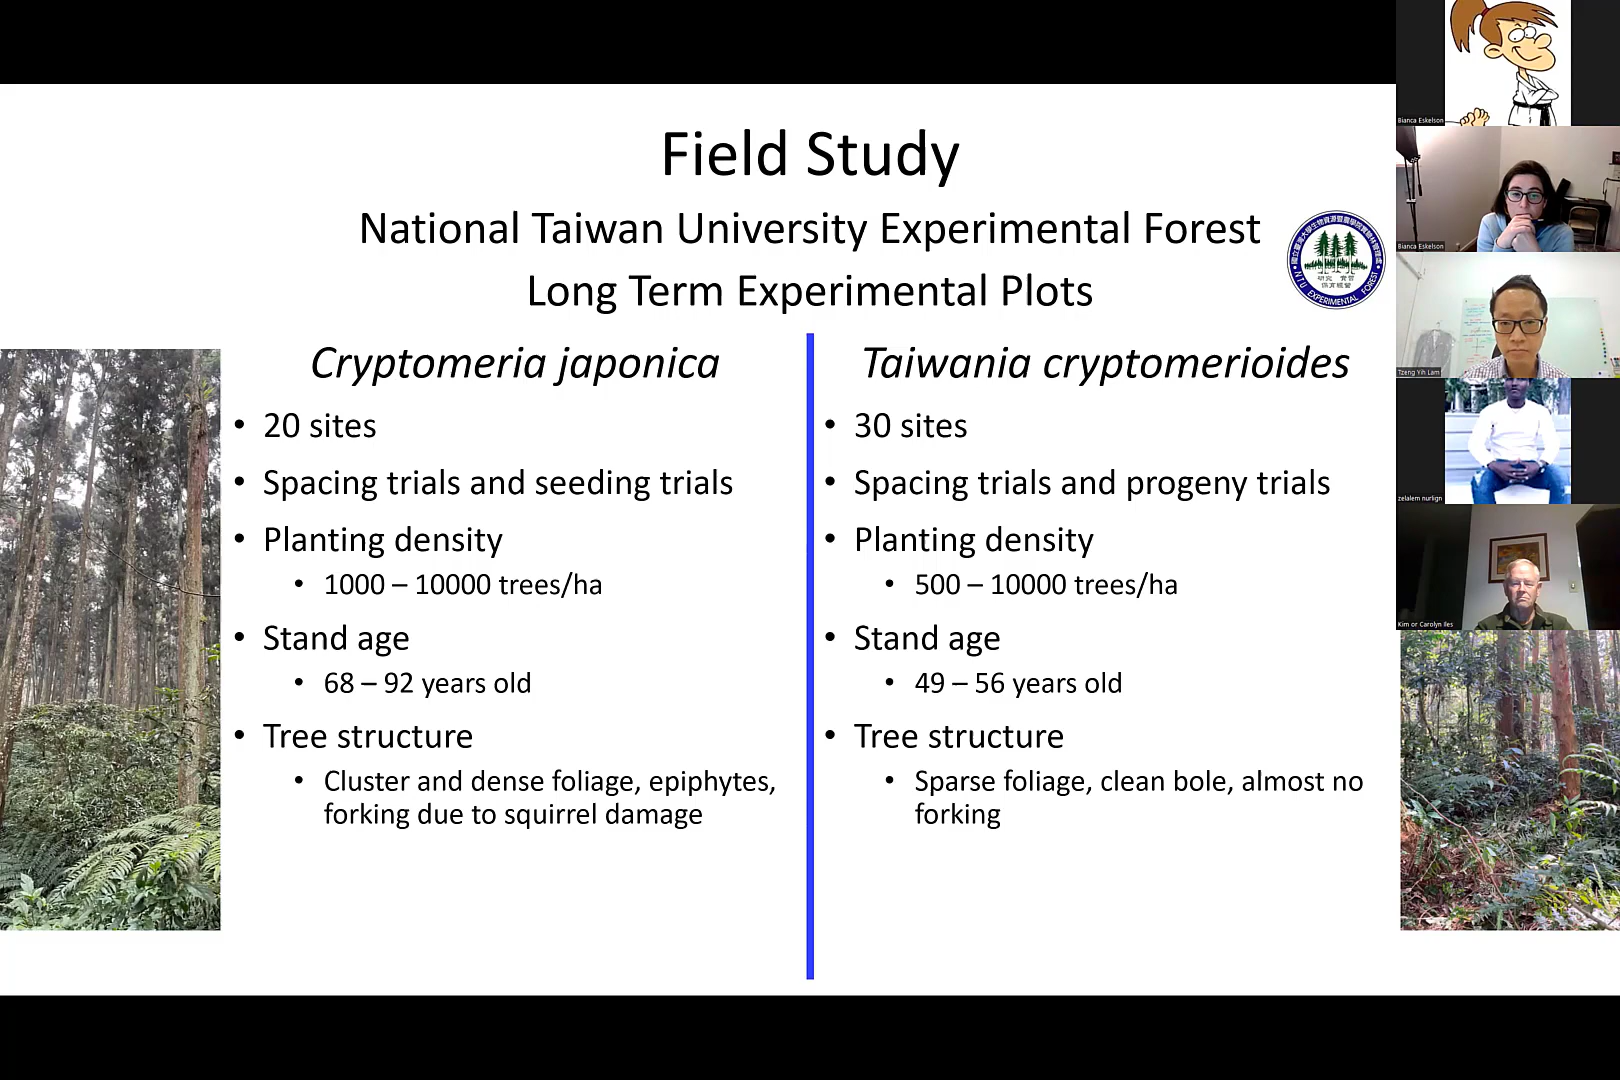 Field Study
National Taiwan University Experimental Forest
Long Term Experimental Plots
NTU EXPERIMENTAL FOREST
Cryptomeria japonica
• 20 sites
• Spacing trials and seeding trials
• Planting density
• 1000 – 10000 trees/ha
• Stand age
• 68 – 92 years old
• Tree structure
• Cluster and dense foliage, epiphytes,
forking due to squirrel damage
Taiwania cryptomerioides
• 30 sites
• Spacing trials and progeny trials
• Planting density
• 500 – 10000 trees/ha
• Stand age
• 49 – 56 years old
• Tree structure
• Sparse foliage, clean bole, almost no
forking
Bianca Eskelson
Bianca Eskelson
Tzeng Yih Lam
zelalem nurlign
Kim or Carolyn Iles